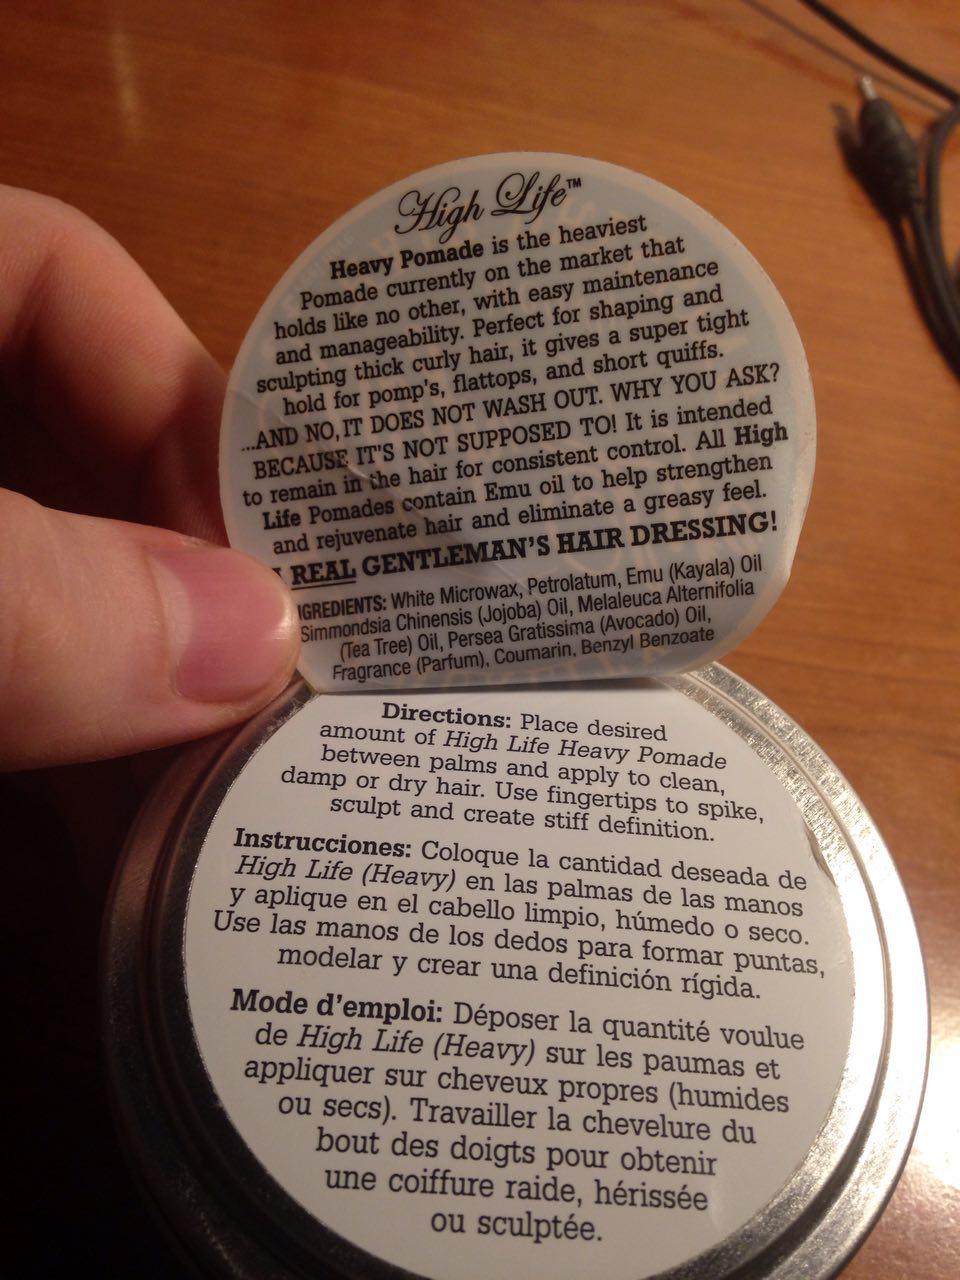 High Life™
Heavy Pomade is the heaviest
Pomade currently on the market that
holds like no other, with easy maintenance
and manageability. Perfect for shaping and
sculpting thick curly hair, it gives a super tight
hold for pomp's, flattops, and short quiffs.
...AND NO, IT DOES NOT WASH OUT. WHY YOU ASK?
BECAUSE IT'S NOT SUPPOSED TO! It is intended
to remain in the hair for consistent control. All High
Life Pomades contain Emu oil to help strengthen
and rejuvenate hair and eliminate a greasy feel.
REAL GENTLEMAN'S HAIR DRESSING!
IGREDIENTS: White Microwax, Petrolatum, Emu (Kayala) Oil
Simmondsia Chinensis (Jojoba) Oil, Melaleuca Alternifolia
(Tea Tree) Oil, Persea Gratissima (Avocado) Oil,
Fragrance (Parfum), Coumarin, Benzyl Benzoate
Directions: Place desired
amount of High Life Heavy Pomade
between palms and apply to clean,
damp or dry hair. Use fingertips to spike,
sculpt and create stiff definition.
Instrucciones: Coloque la cantidad deseada de
High Life (Heavy) en las palmas de las manos
y aplique en el cabello limpio, húmedo o seco.
Use las manos de los dedos para formar puntas,
modelar y crear una definición rígida.
Mode d'emploi: Déposer la quantité voulue
de High Life (Heavy) sur les paumas et
appliquer sur cheveux propres (humides
ou secs). Travailler la chevelure du
bout des doigts pour obtenir
une coiffure raide, hérissée
ou sculptée.